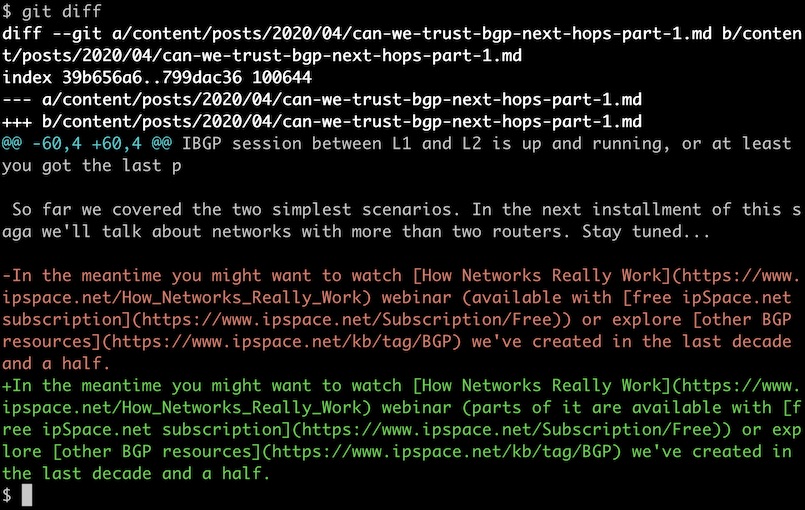 $ git diff
diff --git a/content/posts/2020/04/can-we-trust-bgp-next-hops-part-1.md b/conten
t/posts/2020/04/can-we-trust-bgp-next-hops-part-1.md
index 39b656a6..799dac36 100644
--- a/content/posts/2020/04/can-we-trust-bgp-next-hops-part-1.md
+++ b/content/posts/2020/04/can-we-trust-bgp-next-hops-part-1.md
@@ -60,4 +60,4 @@ IBGP session between L1 and L2 is up and running, or at least
you got the last p
So far we covered the two simplest scenarios. In the next installment of this s
aga we'll talk about networks with more than two routers. Stay tuned...
-In the meantime you might want to watch [How Networks Really Work](https://www.
ipspace.net/How_Networks_Really_Work) webinar (available with [free ipSpace.net
subscription](https://www.ipspace.net/Subscription/Free)) or explore [other BGP
resources](https://www.ipspace.net/kb/tag/BGP) we've created in the last decade
and a half.
+In the meantime you might want to watch [How Networks Really Work](https://www.
ipspace.net/How_Networks_Really_Work) webinar (parts of it are available with [f
ree ipSpace.net subscription](https://www.ipspace.net/Subscription/Free)) or exp
lore [other BGP resources](https://www.ipspace.net/kb/tag/BGP) we've created in
the last decade and a half.
$